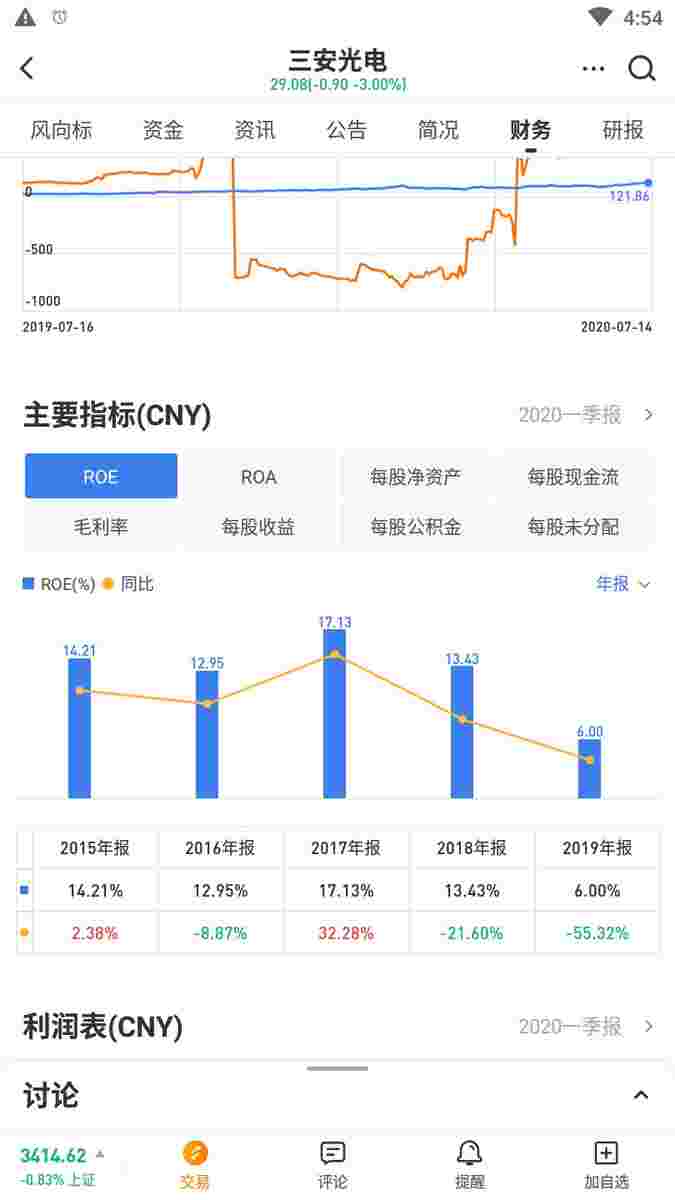 4:54
三安光电
29.08(-0.90 -3.00%)
风向标 资金 资讯 公告 简况 财务 研报
0
121.86
-500
-1000
2019-07-16 2020-07-14
主要指标(CNY) 2020一季报
ROE ROA 每股净资产 每股现金流
毛利率 每股收益 每股公积金 每股未分配
ROE(%) 同比 年报
17.13
14.21
12.95
13.43
6.00
2015年报 2016年报 2017年报 2018年报 2019年报
14.21% 12.95% 17.13% 13.43% 6.00%
2.38% -8.87% 32.28% -21.60% -55.32%
利润表(CNY) 2020一季报
讨论
3414.62
-0.83% 上证
交易 评论 提醒 加自选